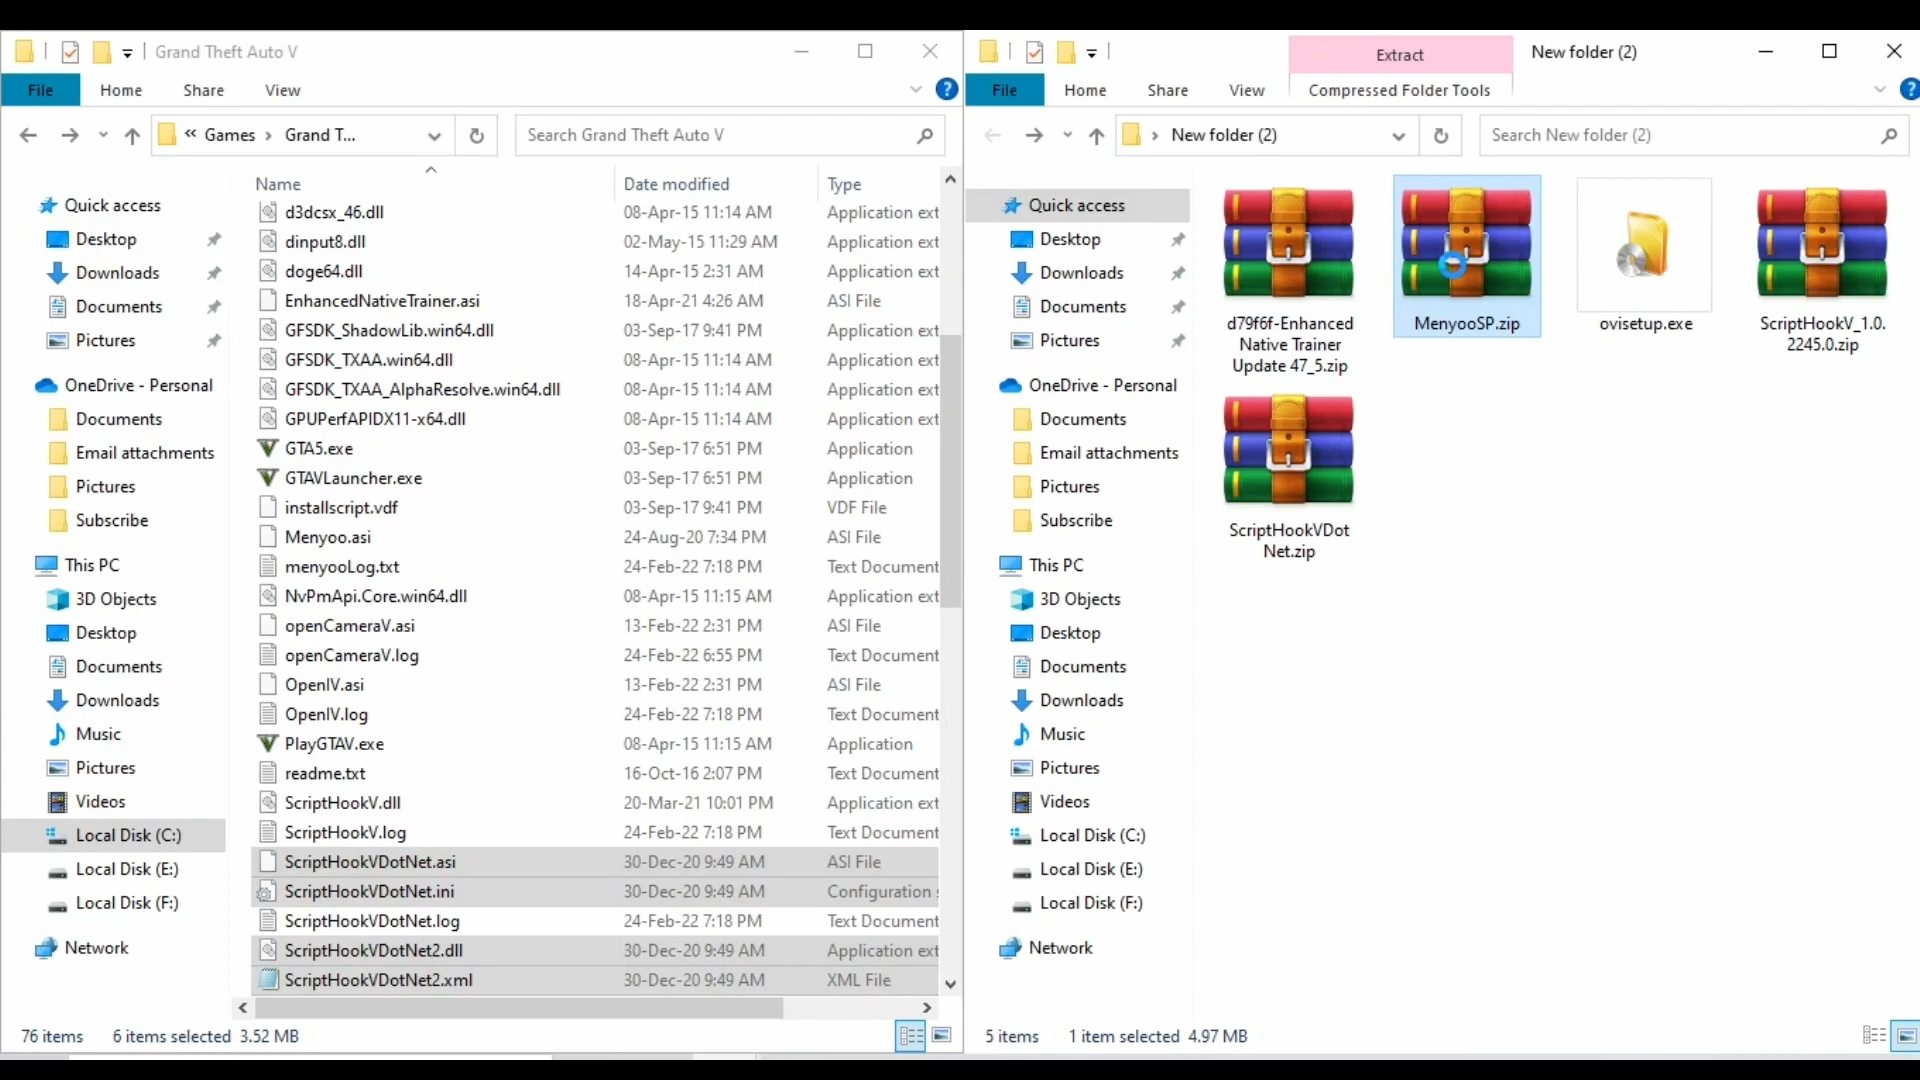 Grand Theft Auto V
File Home Share View
« Games › Grand T...
Search Grand Theft Auto V
Quick access
Desktop
Downloads
Documents
Pictures
OneDrive - Personal
Documents
Email attachments
Pictures
Subscribe
This PC
3D Objects
Desktop
Documents
Downloads
Music
Pictures
Videos
Local Disk (C:)
Local Disk (E:)
Local Disk (F:)
Network
Name Date modified Type
d3dcsx_46.dll 08-Apr-15 11:14 AM Application ext
dinput8.dll 02-May-15 11:29 AM Application ext
doge64.dll 14-Apr-15 2:31 AM Application ext
EnhancedNativeTrainer.asi 18-Apr-21 4:26 AM ASI File
GFSDK_ShadowLib.win64.dll 03-Sep-17 9:41 PM Application ext
GFSDK_TXAA.win64.dll 08-Apr-15 11:14 AM Application ext
GFSDK_TXAA_AlphaResolve.win64.dll 08-Apr-15 11:14 AM Application ext
GPUPerfAPIDX11-x64.dll 08-Apr-15 11:14 AM Application ext
GTA5.exe 03-Sep-17 6:51 PM Application
GTAVLauncher.exe 03-Sep-17 6:51 PM Application
installscript.vdf 03-Sep-17 9:41 PM VDF File
Menyoo.asi 24-Aug-20 7:34 PM ASI File
menyooLog.txt 24-Feb-22 7:18 PM Text Document
NvPmApi.Core.win64.dll 08-Apr-15 11:15 AM Application ext
openCameraV.asi 13-Feb-22 2:31 PM ASI File
openCameraV.log 24-Feb-22 6:55 PM Text Document
OpenIV.asi 13-Feb-22 2:31 PM ASI File
OpenIV.log 24-Feb-22 7:18 PM Text Document
PlayGTAV.exe 08-Apr-15 11:15 AM Application
readme.txt 16-Oct-16 2:07 PM Text Document
ScriptHookV.dll 20-Mar-21 10:01 PM Application ext
ScriptHookV.log 24-Feb-22 7:18 PM Text Document
ScriptHookVDotNet.asi 30-Dec-20 9:49 AM ASI File
ScriptHookVDotNet.ini 30-Dec-20 9:49 AM Configuration s
ScriptHookVDotNet.log 24-Feb-22 7:18 PM Text Document
ScriptHookVDotNet2.dll 30-Dec-20 9:49 AM Application ext
ScriptHookVDotNet2.xml 30-Dec-20 9:49 AM XML File
76 items 6 items selected 3.52 MB
Extract New folder (2)
File Home Share View Compressed Folder Tools
› New folder (2)
Search New folder (2)
Quick access
Desktop
Downloads
Documents
Pictures
OneDrive - Personal
Documents
Email attachments
Pictures
Subscribe
This PC
3D Objects
Desktop
Documents
Downloads
Music
Pictures
Videos
Local Disk (C:)
Local Disk (E:)
Local Disk (F:)
Network
d79f6f-Enhanced
Native Trainer
Update 47_5.zip
MenyooSP.zip
ovisetup.exe
ScriptHookV_1.0.
2245.0.zip
ScriptHookVDot
Net.zip
5 items 1 item selected 4.97 MB